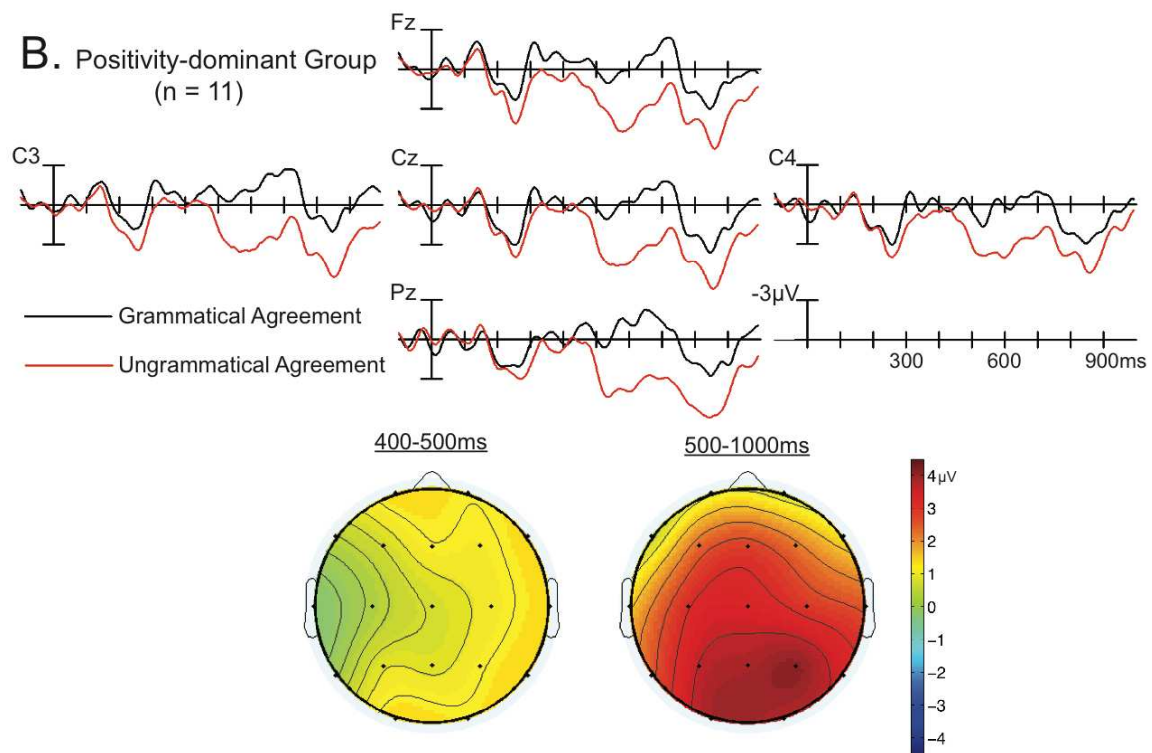 Fz
B. Positivity-dominant Group
(n = 11)
C3
Cz
C4
Pz
-3µV
Grammatical Agreement
Ungrammatical Agreement
300 600 900ms
400-500ms
500-1000ms
4µV
3
2
1
0
-1
-2
-3
-4